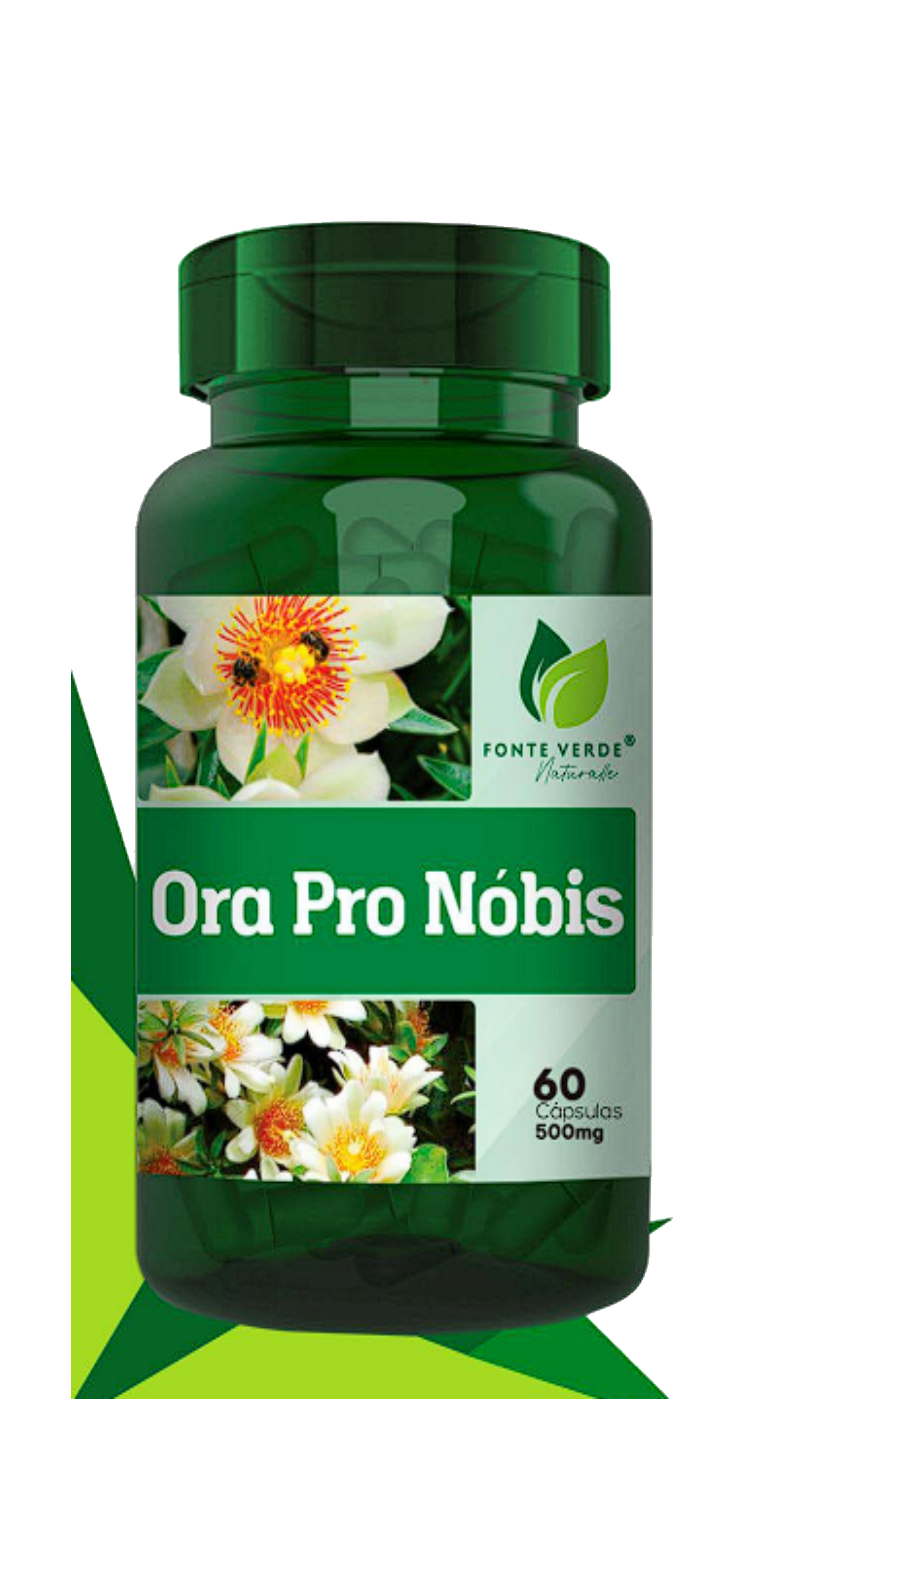 FONTE VERDE®
Naturalle
Ora Pro Nóbis
60
Cápsulas
500mg